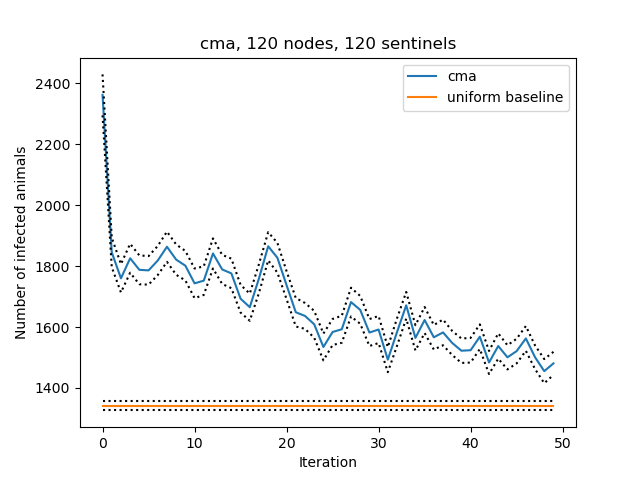 cma, 120 nodes, 120 sentinels
cma
uniform baseline
Number of infected animals
2400
2200
2000
1800
1600
1400
0 10 20 30 40 50
Iteration